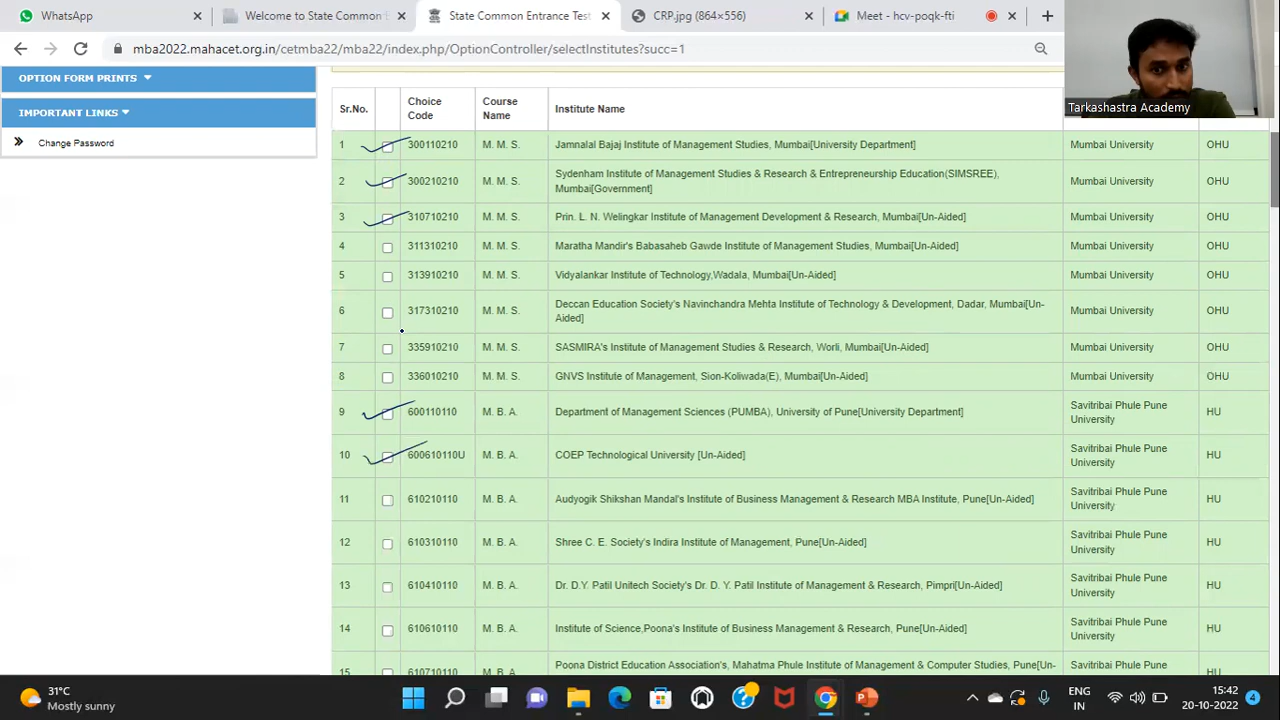 WhatsApp
Welcome to State Common E
State Common Entrance Test
CRP.jpg (864×556)
Meet - hcv-pojk-fti
mba2022.mahacet.org.in/cetmba22/mba22/index.php/OptionController/selectInstitutes?succ=1
Tarkashastra Academy
OPTION FORM PRINTS
IMPORTANT LINKS
Change Password
Sr.No. Choice Code Course Name Institute Name
1 300110210 M. M. S. Jamnalal Bajaj Institute of Management Studies, Mumbai[University Department] Mumbai University OHU
2 300210210 M. M. S. Sydenham Institute of Management Studies & Research & Entrepreneurship Education(SIMSREE), Mumbai University OHU
Mumbai[Government]
3 310710210 M. M. S. Prin. L. N. Welingkar Institute of Management Development & Research, Mumbai[Un-Aided] Mumbai University OHU
4 311310210 M. M. S. Maratha Mandir's Babasaheb Gawde Institute of Management Studies, Mumbai[Un-Aided] Mumbai University OHU
5 313910210 M. M. S. Vidyalankar Institute of Technology,Wadala, Mumbai[Un-Aided] Mumbai University OHU
6 317310210 M. M. S. Deccan Education Society's Navinchandra Mehta Institute of Technology & Development, Dadar, Mumbai[Un- Mumbai University OHU
Aided]
7 335910210 M. M. S. SASMIRA's Institute of Management Studies & Research, Worli, Mumbai[Un-Aided] Mumbai University OHU
8 336010210 M. M. S. GNVS Institute of Management, Sion-Koliwada(E), Mumbai[Un-Aided] Mumbai University OHU
9 600110110 M. B. A. Department of Management Sciences (PUMBA), University of Pune[University Department] Savitribai Phule Pune HU
University
10 600610110U M. B. A. COEP Technological University [Un-Aided] Savitribai Phule Pune HU
University
11 610210110 M. B. A. Audyogik Shikshan Mandal's Institute of Business Management & Research MBA Institute, Pune[Un-Aided] Savitribai Phule Pune HU
University
12 610310110 M. B. A. Shree C. E. Society's Indira Institute of Management, Pune[Un-Aided] Savitribai Phule Pune HU
University
13 610410110 M. B. A. Dr. D.Y. Patil Unitech Society's Dr. D. Y. Patil Institute of Management & Research, Pimpri[Un-Aided] Savitribai Phule Pune HU
University
14 610610110 M. B. A. Institute of Science,Poona's Institute of Business Management & Research, Pune[Un-Aided] Savitribai Phule Pune HU
University
15 610710110 M. B. A. Poona District Education Association's, Mahatma Phule Institute of Management & Computer Studies, Pune[Un- Savitribai Phule Pune HU
31°C
Mostly sunny
ENG
IN
15:42
20-10-2022
4